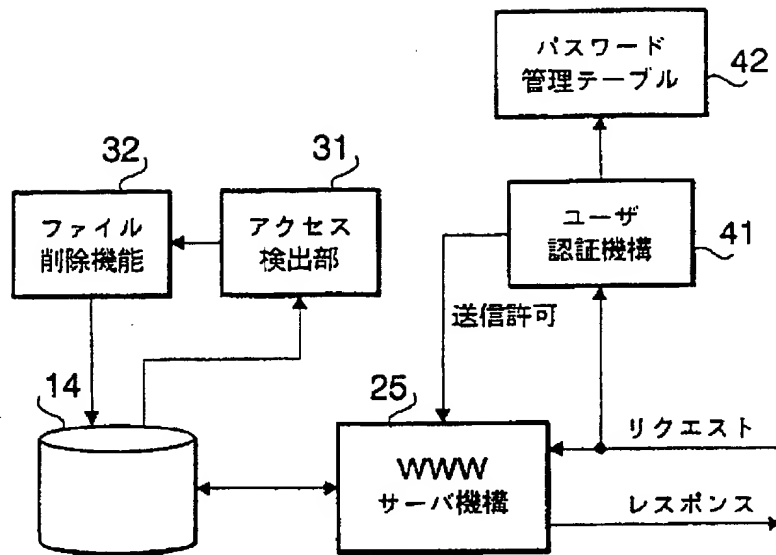 パスワード
管理テーブル
42
32
31
ファイル
削除機能
アクセス
検出部
ユーザ
認証機構
41
送信許可
14
25
WWW
サーバ機構
リクエスト
レスポンス